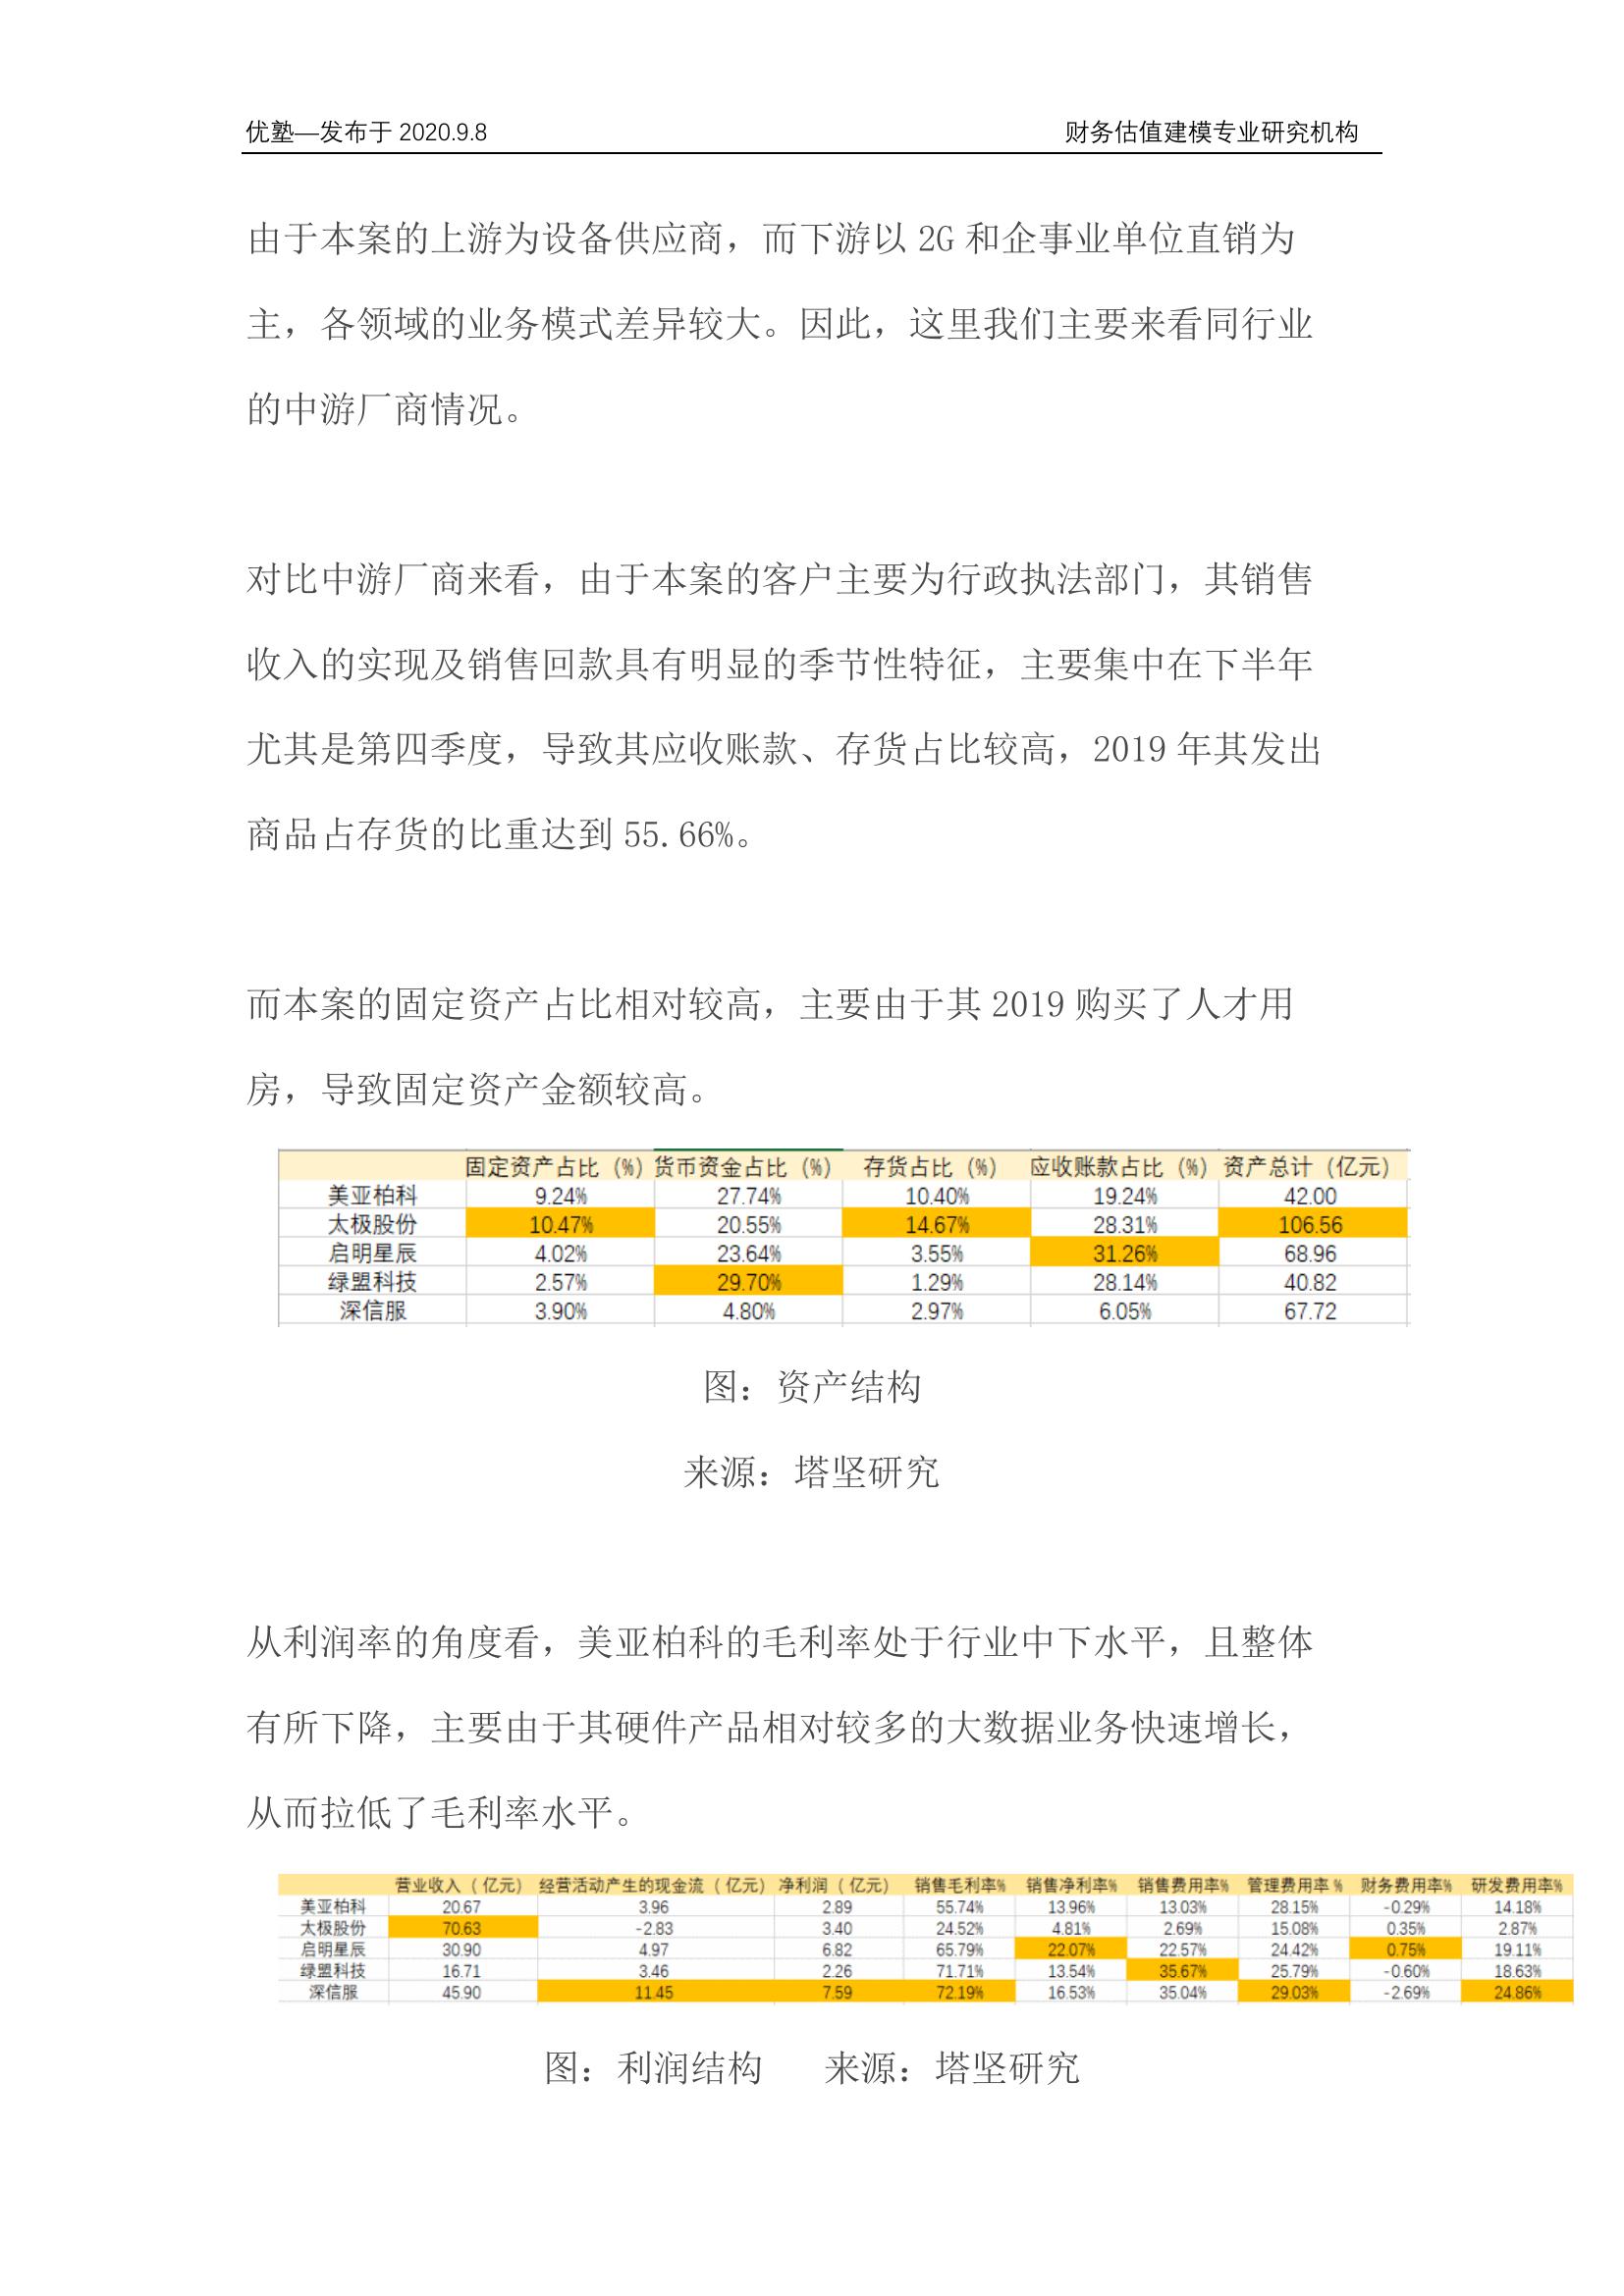 优塾—发布于 2020.9.8 财务估值建模专业研究机构
由于本案的上游为设备供应商，而下游以 2G 和企事业单位直销为
主，各领域的业务模式差异较大。因此，这里我们主要来看同行业
的中游厂商情况。
对比中游厂商来看，由于本案的客户主要为行政执法部门，其销售
收入的实现及销售回款具有明显的季节性特征，主要集中在下半年
尤其是第四季度，导致其应收账款、存货占比较高，2019 年其发出
商品占存货的比重达到 55.66%。
而本案的固定资产占比相对较高，主要由于其 2019 购买了人才用
房，导致固定资产金额较高。
固定资产占比（%） 货币资金占比（%） 存货占比（%） 应收账款占比（%） 资产总计（亿元）
美亚柏科 9.24% 27.74% 10.40% 19.24% 42.00
太极股份 10.47% 20.55% 14.67% 28.31% 106.56
启明星辰 4.02% 23.64% 3.55% 31.26% 68.96
绿盟科技 2.57% 29.70% 1.29% 28.14% 40.82
深信服 3.90% 4.80% 2.97% 6.05% 67.72
图：资产结构
来源：塔坚研究
从利润率的角度看，美亚柏科的毛利率处于行业中下水平，且整体
有所下降，主要由于其硬件产品相对较多的大数据业务快速增长，
从而拉低了毛利率水平。
营业收入（亿元） 经营活动产生的现金流（亿元） 净利润（亿元） 销售毛利率% 销售净利率% 销售费用率% 管理费用率 % 财务费用率% 研发费用率%
美亚柏科 20.67 3.96 2.89 55.74% 13.96% 13.03% 28.15% -0.29% 14.18%
太极股份 70.63 -2.83 3.40 24.52% 4.81% 2.69% 15.08% 0.35% 2.87%
启明星辰 30.90 4.97 6.82 65.79% 22.07% 22.57% 24.42% 0.75% 19.11%
绿盟科技 16.71 3.46 2.26 71.71% 13.54% 35.67% 25.79% -0.60% 18.63%
深信服 45.90 11.45 7.59 72.19% 16.53% 35.04% 29.03% -2.69% 24.86%
图：利润结构 来源：塔坚研究